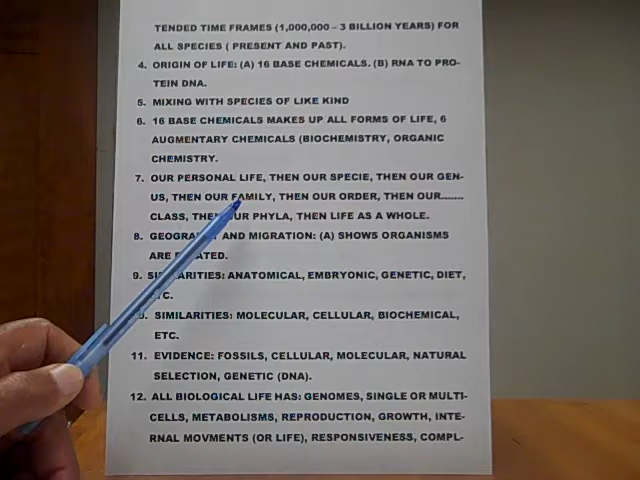 TENDED TIME FRAMES (1,000,000 – 3 BILLION YEARS) FOR
ALL SPECIES ( PRESENT AND PAST).
4. ORIGIN OF LIFE: (A) 16 BASE CHEMICALS. (B) RNA TO PRO-
TEIN DNA.
5. MIXING WITH SPECIES OF LIKE KIND
6. 16 BASE CHEMICALS MAKES UP ALL FORMS OF LIFE, 6
AUGMENTARY CHEMICALS (BIOCHEMISTRY, ORGANIC
CHEMISTRY.
7. OUR PERSONAL LIFE, THEN OUR SPECIE, THEN OUR GEN-
US, THEN OUR FAMILY, THEN OUR ORDER, THEN OUR.......
CLASS, THEN OUR PHYLA, THEN LIFE AS A WHOLE.
8. AND MIGRATION: (A) SHOWS ORGANISMS
ARE
9. SIMILARITIES: ANATOMICAL, EMBRYONIC, GENETIC, DIET,
ETC.
10. SIMILARITIES: MOLECULAR, CELLULAR, BIOCHEMICAL,
ETC.
11. EVIDENCE: FOSSILS, CELLULAR, MOLECULAR, NATURAL
SELECTION, GENETIC (DNA).
12. ALL BIOLOGICAL LIFE HAS: GENOMES, SINGLE OR MULTI-
CELLS, METABOLISMS, REPRODUCTION, GROWTH, INTE-
RNAL MOVMENTS (OR LIFE), RESPONSIVENESS, COMPL-